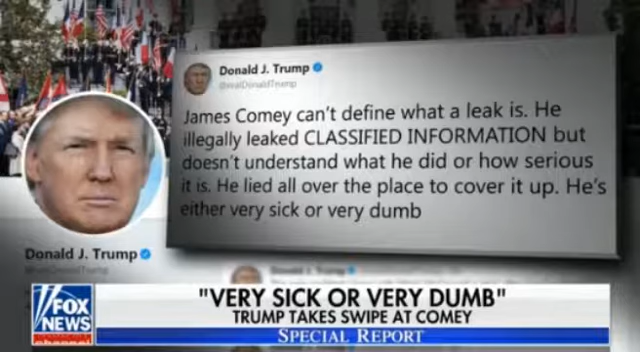 Donald J. Trump
@realDonaldTrump
James Comey can't define what a leak is. He
illegally leaked CLASSIFIED INFORMATION but
doesn't understand what he did or how serious
it is. He lied all over the place to cover it up. He's
either very sick or very dumb
Donald J. Trump
FOX
NEWS
channel
"VERY SICK OR VERY DUMB"
TRUMP TAKES SWIPE AT COMEY
SPECIAL REPORT